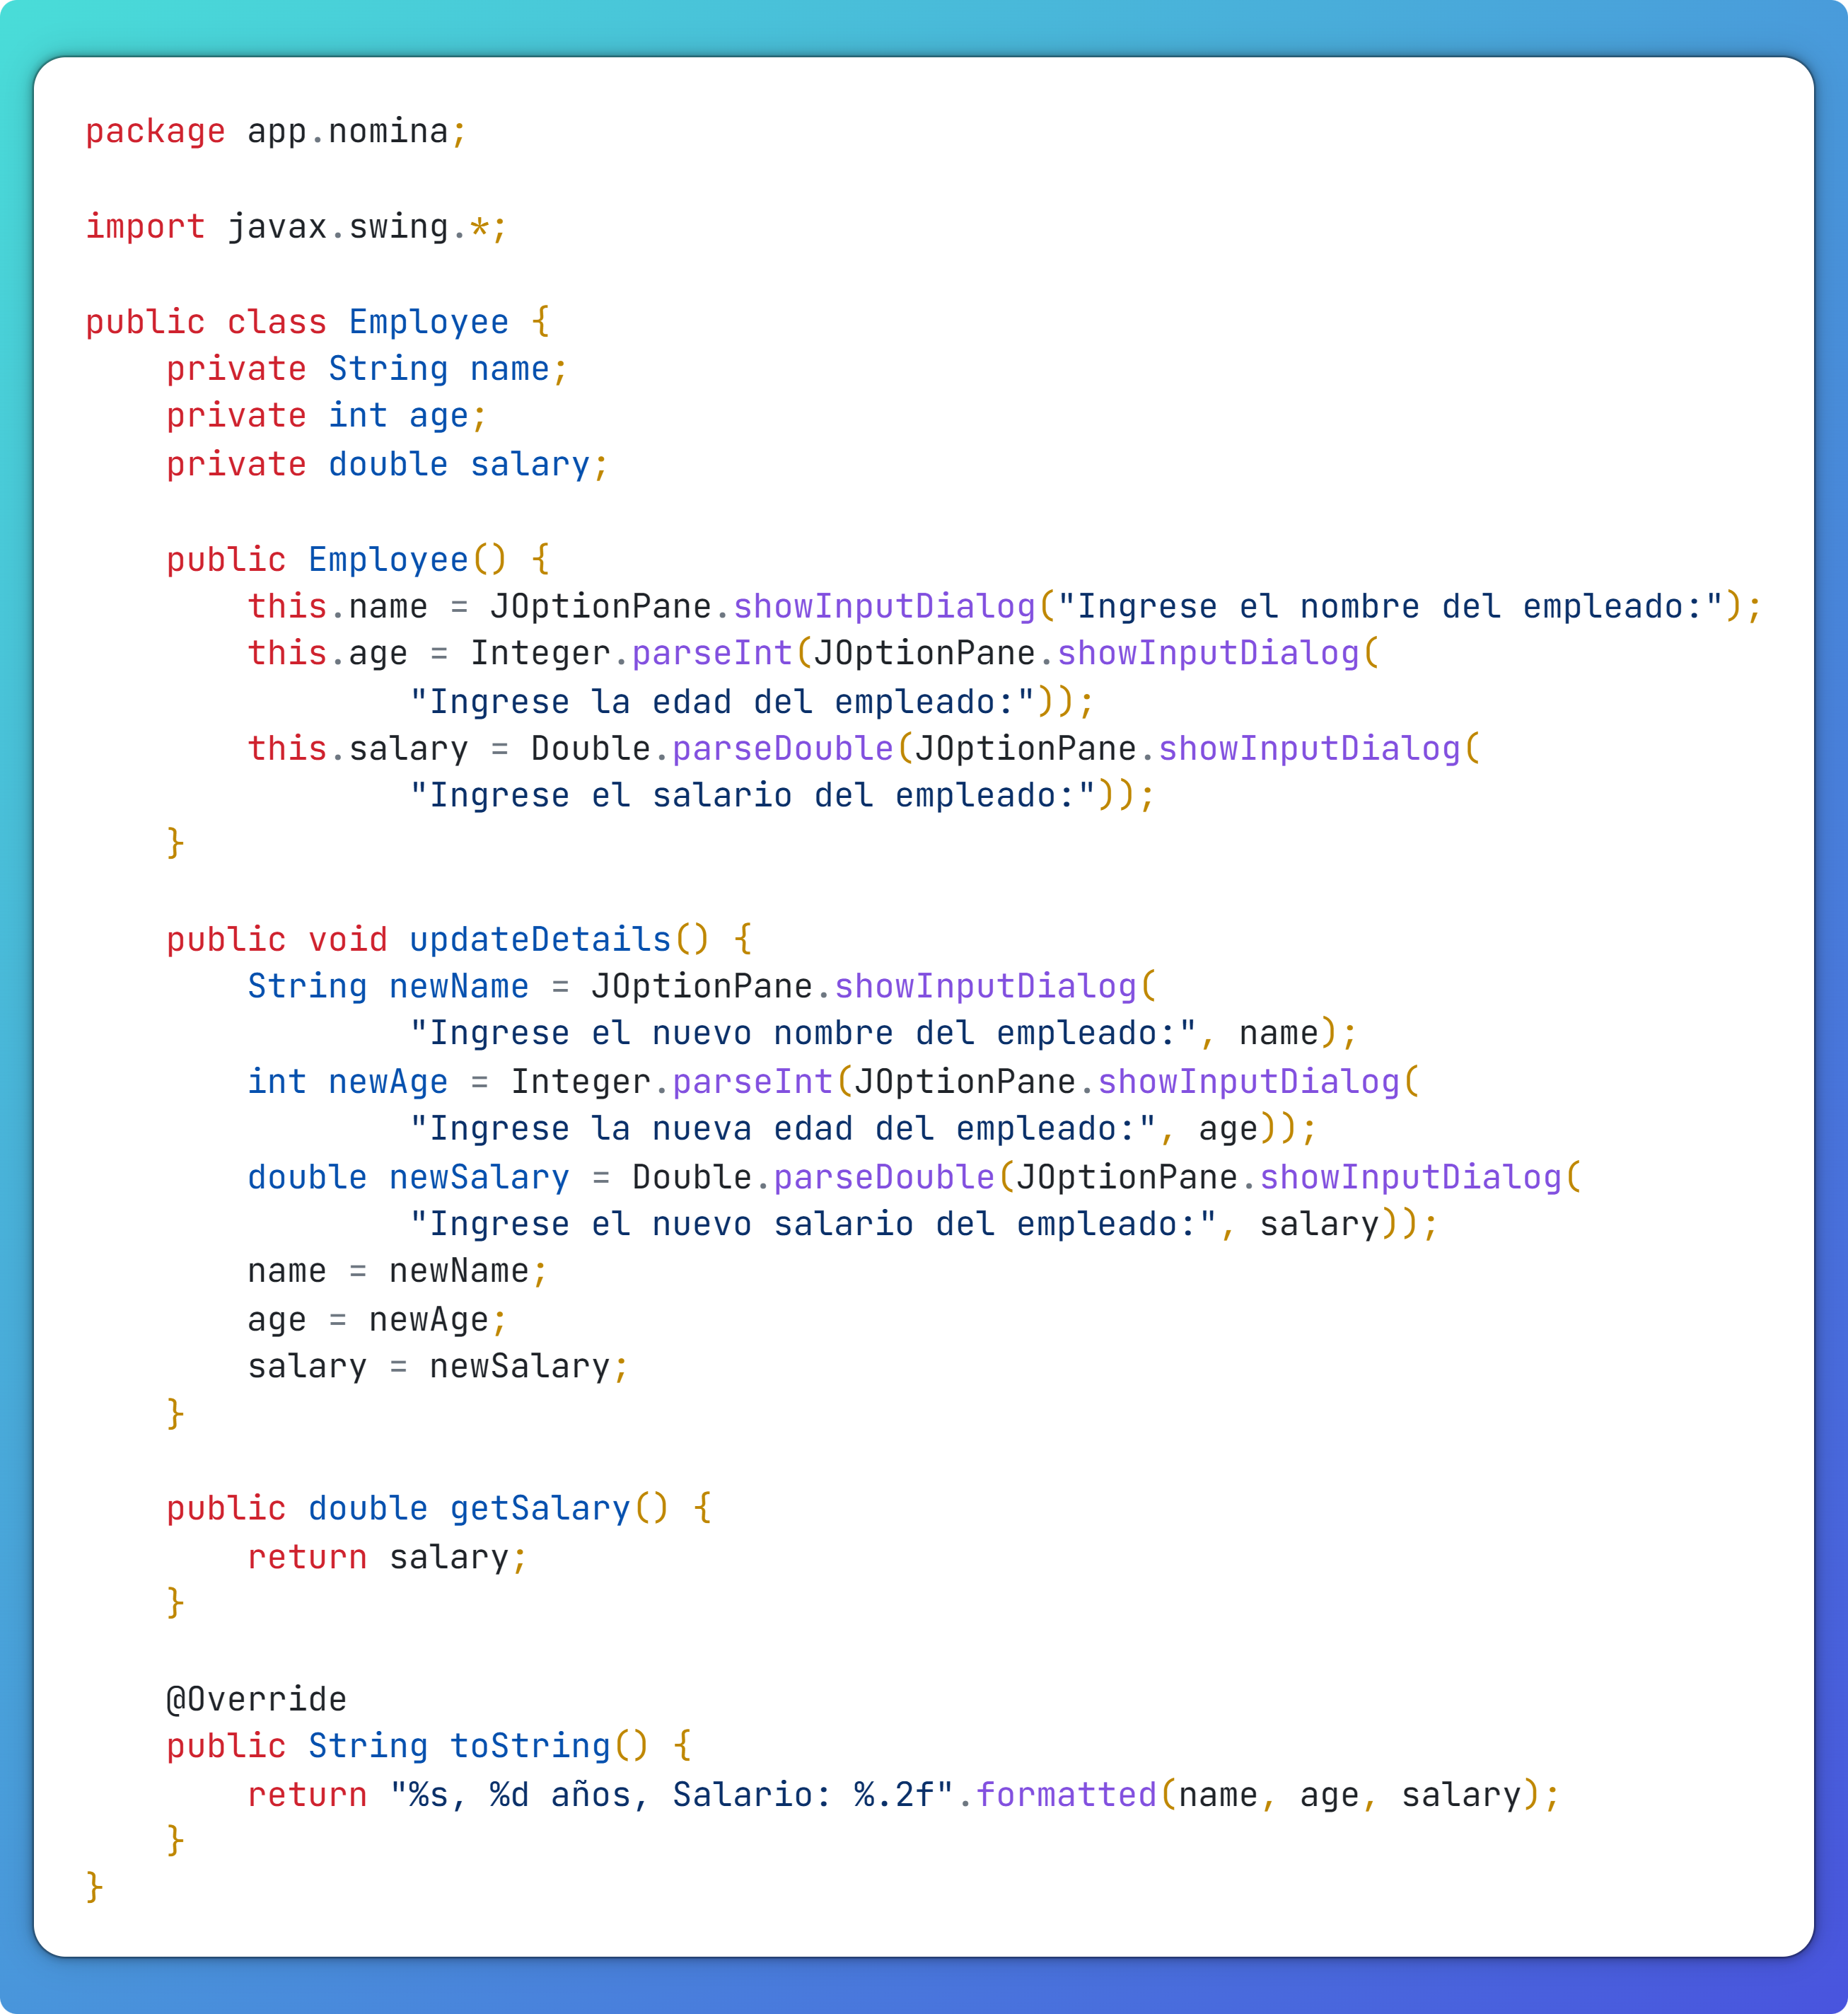 package app.nomina;

import javax.swing.*;

public class Employee {
    private String name;
    private int age;
    private double salary;

    public Employee() {
        this.name = JOptionPane.showInputDialog("Ingrese el nombre del empleado:");
        this.age = Integer.parseInt(JOptionPane.showInputDialog(
                "Ingrese la edad del empleado:"));
        this.salary = Double.parseDouble(JOptionPane.showInputDialog(
                "Ingrese el salario del empleado:"));
    }

    public void updateDetails() {
        String newName = JOptionPane.showInputDialog(
                "Ingrese el nuevo nombre del empleado:", name);
        int newAge = Integer.parseInt(JOptionPane.showInputDialog(
                "Ingrese la nueva edad del empleado:", age));
        double newSalary = Double.parseDouble(JOptionPane.showInputDialog(
                "Ingrese el nuevo salario del empleado:", salary));
        name = newName;
        age = newAge;
        salary = newSalary;
    }

    public double getSalary() {
        return salary;
    }

    @Override
    public String toString() {
        return "%s, %d años, Salario: %.2f".formatted(name, age, salary);
    }
}